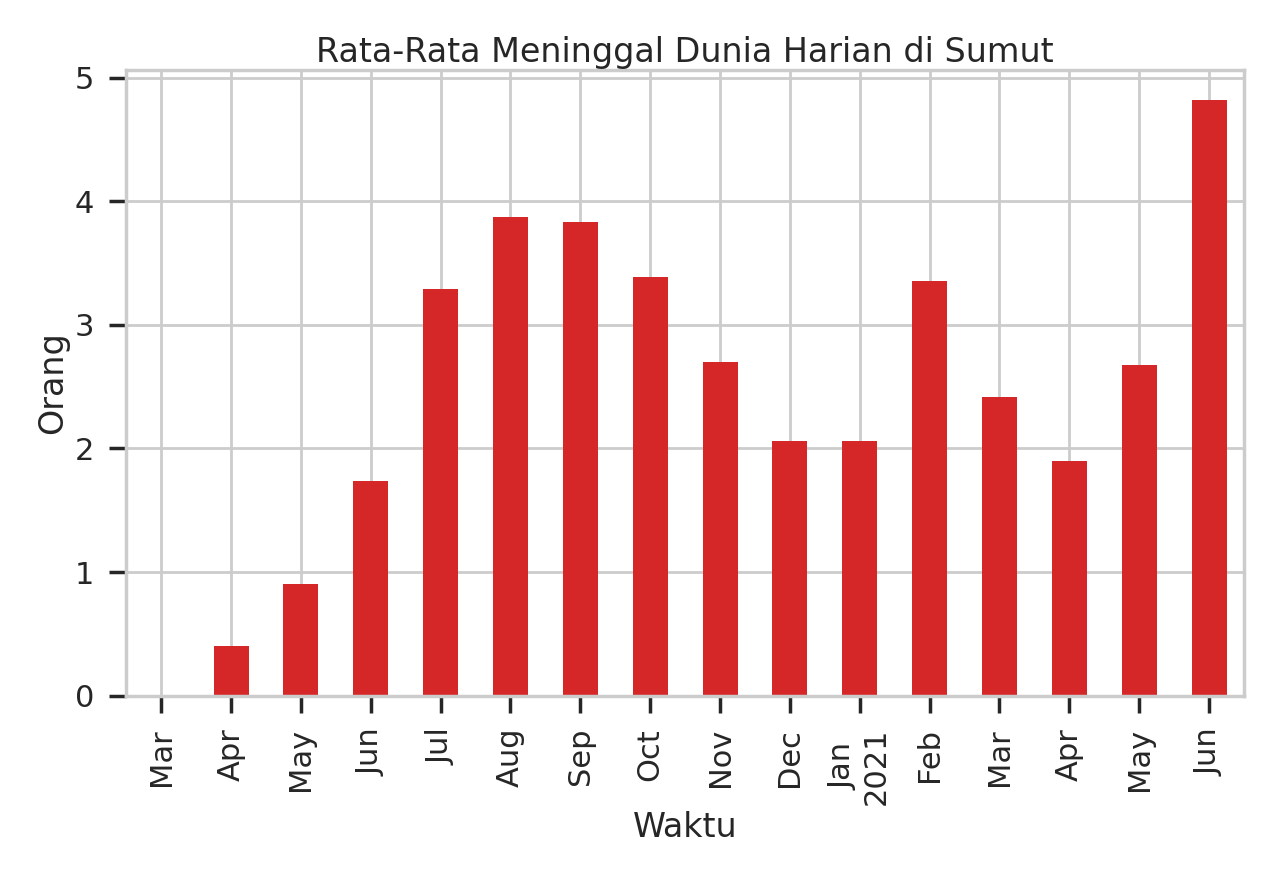 Rata-Rata Meninggal Dunia Harian di Sumut
5
4
3
2
1
0
Orang
Mar
Apr
May
Jun
Jul
Aug
Sep
Oct
Nov
Dec
Jan
2021
Feb
Mar
Apr
May
Jun
Waktu